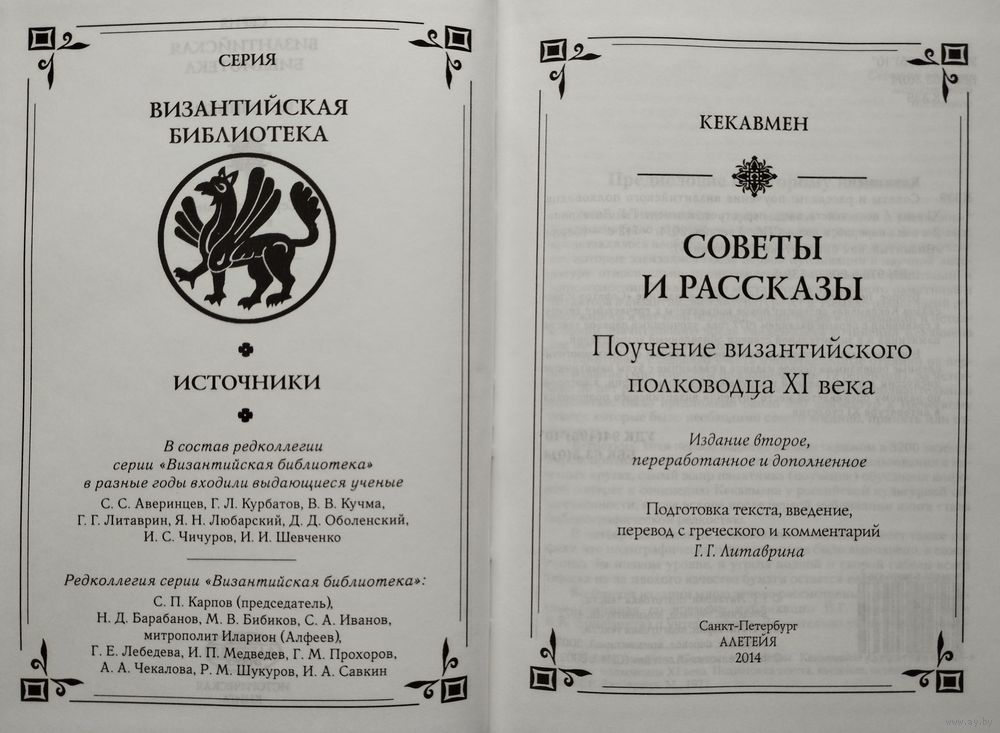 СЕРИЯ
ВИЗАНТИЙСКАЯ
БИБЛИОТЕКА
ИСТОЧНИКИ
В состав редколлегии
серии «Византийская библиотека»
в разные годы входили выдающиеся ученые
С. С. Аверинцев, Г. Л. Курбатов, В. В. Кучма,
Г. Г. Литаврин, Я. Н. Любарский, Д. Д. Оболенский,
И. С. Чичуров, И. И. Шевченко
Редколлегия серии «Византийская библиотека»:
С. П. Карпов (председатель),
Н. Д. Барабанов, М. В. Бибиков, С. А. Иванов,
митрополит Иларион (Алфеев),
Г. Е. Лебедева, И. П. Медведев, Г. М. Прохоров,
А. А. Чекалова, Р. М. Шукуров, И. А. Савкин
КЕКАВМЕН
СОВЕТЫ
И РАССКАЗЫ
Поучение византийского
полководца XI века
Издание второе,
переработанное и дополненное
Подготовка текста, введение,
перевод с греческого и комментарий
Г. Г. Литаврина
Санкт-Петербург
АЛЕТЕЙЯ
2014
www.ay.by